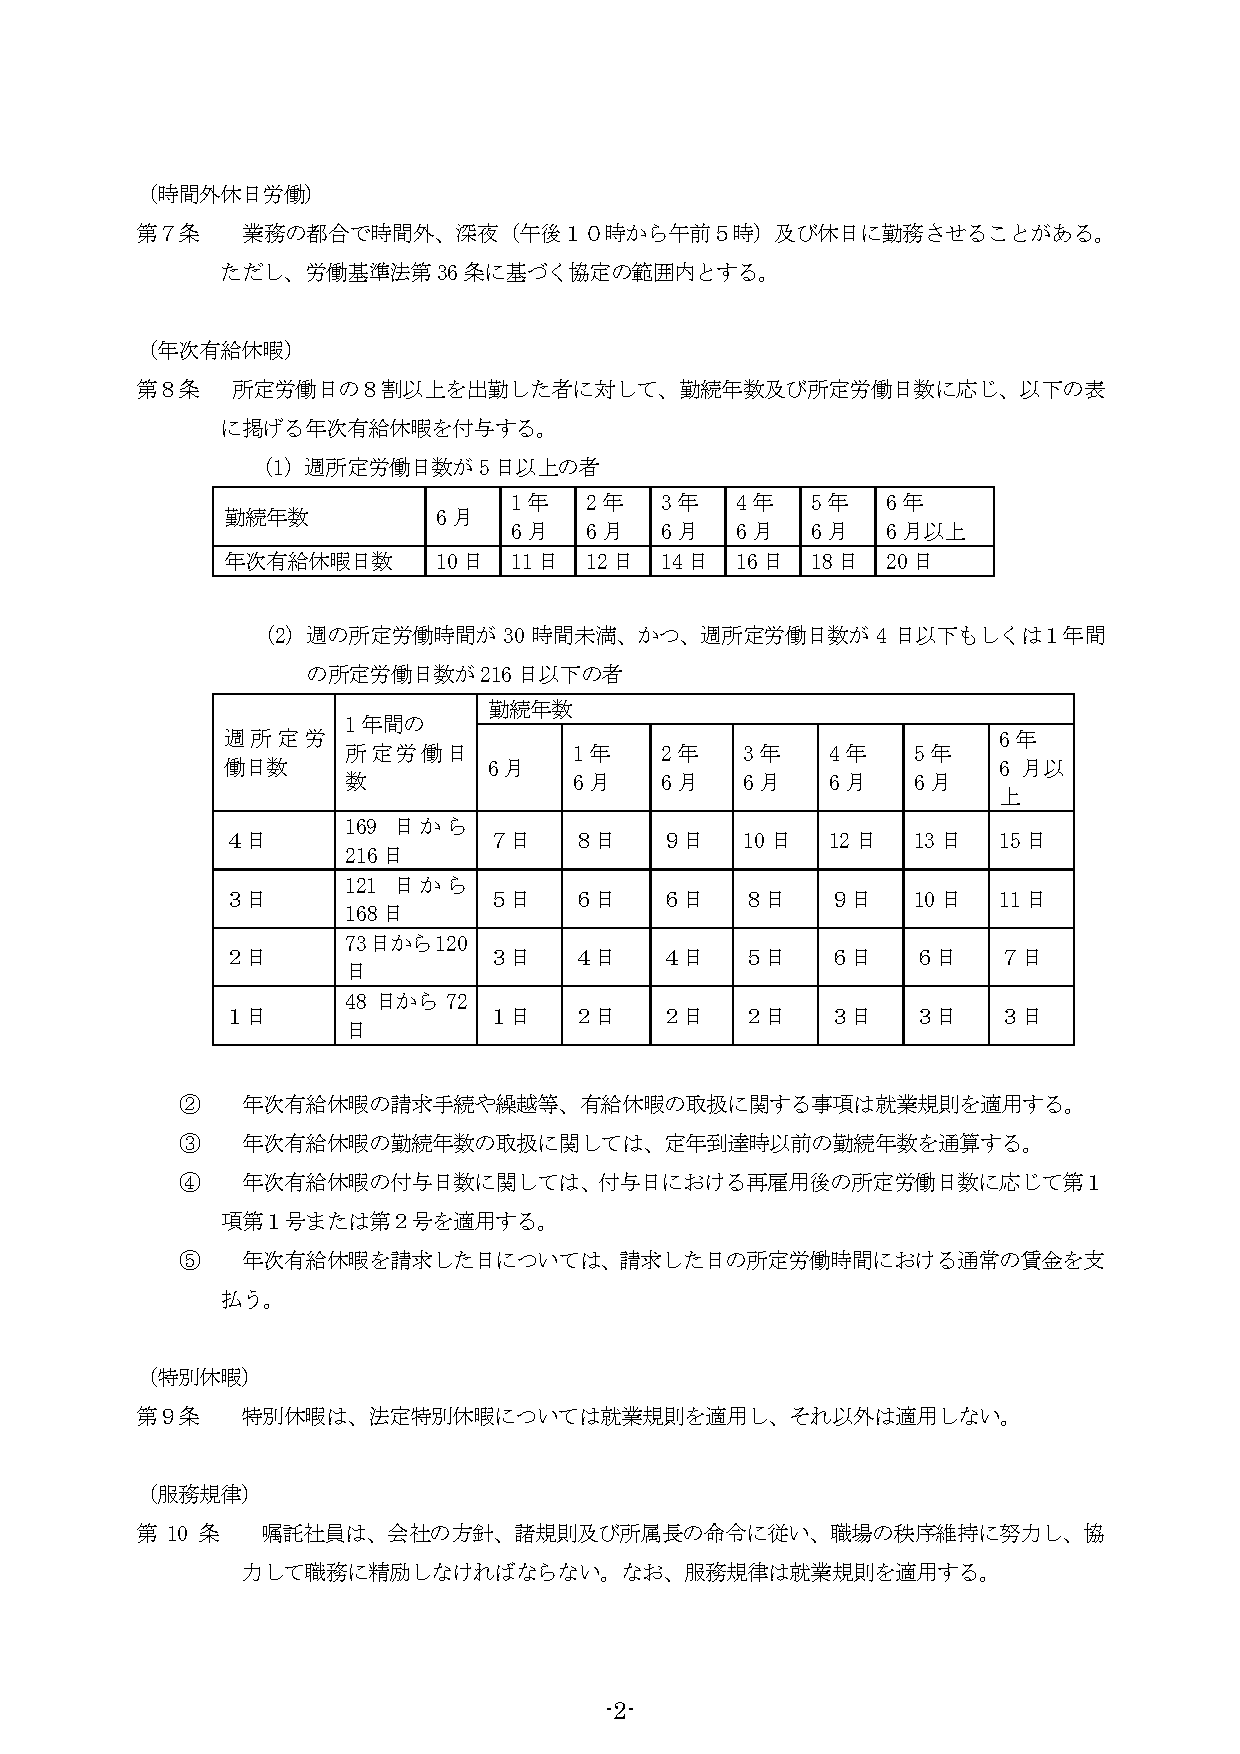 （時間外休日労働）
第７条　　業務の都合で時間外、深夜（午後１０時から午前５時）及び休日に勤務させることがある。
ただし、労働基準法第 36 条に基づく協定の範囲内とする。
（年次有給休暇）
第８条　 所定労働日の８割以上を出勤した者に対して、勤続年数及び所定労働日数に応じ、以下の表
に掲げる年次有給休暇を付与する。
（1）週所定労働日数が 5 日以上の者
勤続年数　6 月　1 年 6 月　2 年 6 月　3 年 6 月　4 年 6 月　5 年 6 月　6 年 6 月以上
年次有給休暇日数　10 日　11 日　12 日　14 日　16 日　18 日　20 日
（2）週の所定労働時間が 30 時間未満、かつ、週所定労働日数が 4 日以下もしくは１年間
の所定労働日数が 216 日以下の者
週所定労働日数　1 年間の所定労働日数　勤続年数
6 月　1 年 6 月　2 年 6 月　3 年 6 月　4 年 6 月　5 年 6 月　6 年 6 月以上
４日　169 日から 216 日　７日　８日　９日　10 日　12 日　13 日　15 日
３日　121 日から 168 日　５日　６日　６日　８日　９日　10 日　11 日
２日　73 日から 120 日　３日　４日　４日　５日　６日　６日　７日
１日　48 日から 72 日　１日　２日　２日　２日　３日　３日　３日
②　　年次有給休暇の請求手続や繰越等、有給休暇の取扱に関する事項は就業規則を適用する。
③　　年次有給休暇の勤続年数の取扱に関しては、定年到達時以前の勤続年数を通算する。
④　　年次有給休暇の付与日数に関しては、付与日における再雇用後の所定労働日数に応じて第１
項第１号または第２号を適用する。
⑤　　年次有給休暇を請求した日については、請求した日の所定労働時間における通常の賃金を支
払う。
（特別休暇）
第９条　　特別休暇は、法定特別休暇については就業規則を適用し、それ以外は適用しない。
（服務規律）
第 10 条　　嘱託社員は、会社の方針、諸規則及び所属長の命令に従い、職場の秩序維持に努力し、協
力して職務に精励しなければならない。なお、服務規律は就業規則を適用する。
-2-